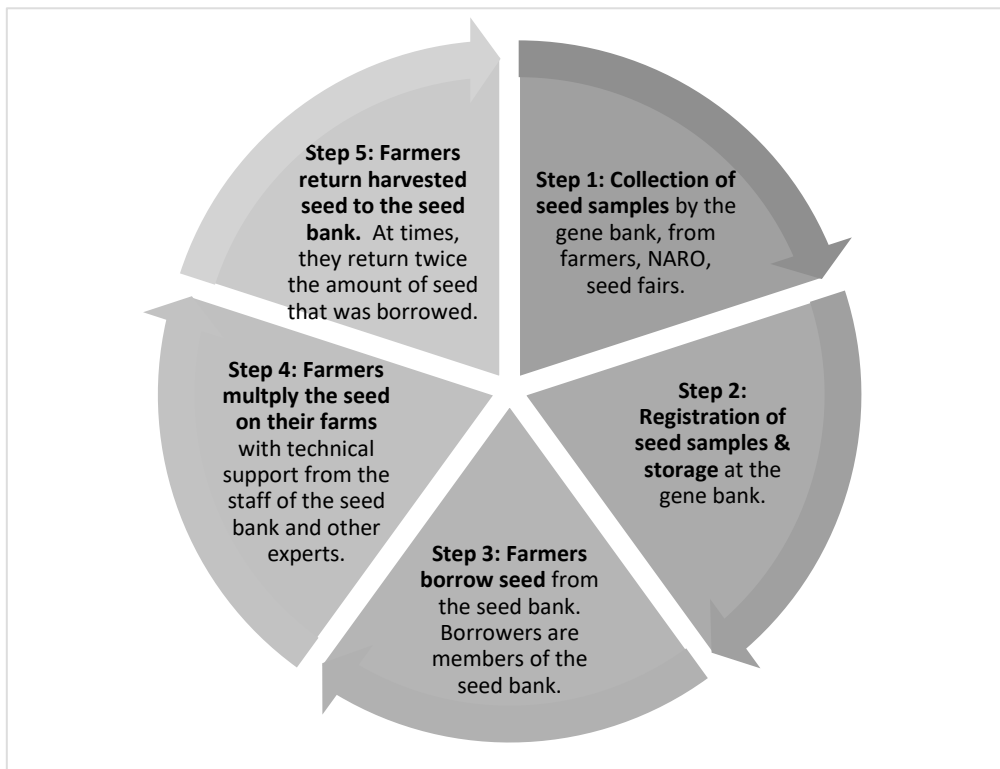 Step 1: Collection of
seed samples by the
gene bank, from
farmers, NARO,
seed fairs.
Step 2:
Registration of
seed samples &
storage at the
gene bank.
Step 3: Farmers
borrow seed from
the seed bank.
Borrowers are
members of the
seed bank.
Step 4: Farmers
multply the seed
on their farms
with technical
support from the
staff of the seed
bank and other
experts.
Step 5: Farmers
return harvested
seed to the seed
bank. At times,
they return twice
the amount of seed
that was borrowed.